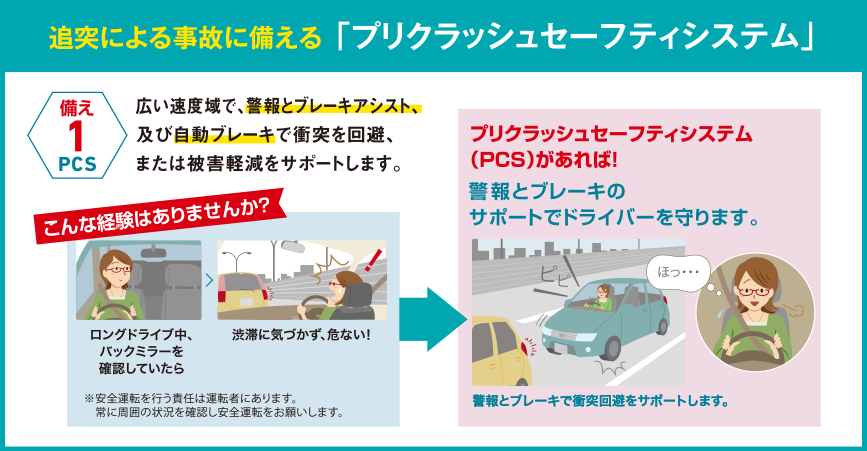 追突による事故に備える「プリクラッシュセーフティシステム」
備え
1
PCS
広い速度域で、警報とブレーキアシスト、
及び自動ブレーキで衝突を回避、
または被害軽減をサポートします。
こんな経験はありませんか?
ロングドライブ中、
バックミラーを
確認していたら
渋滞に気づかず、危ない!
※安全運転を行う責任は運転者にあります。
常に周囲の状況を確認し安全運転をお願いします。
プリクラッシュセーフティシステム
(PCS)があれば!
警報とブレーキの
サポートでドライバーを守ります。
ピピッ
ほっ・・・
警報とブレーキで衝突回避をサポートします。